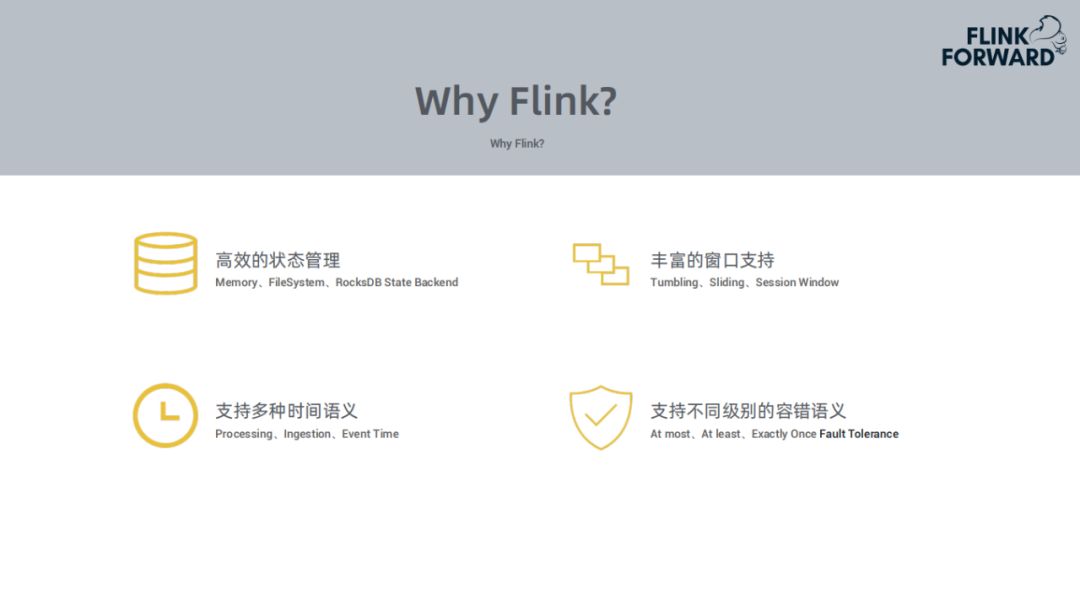 FLINK
FORWARD
Why Flink?
Why Flink?
高效的状态管理
Memory、FileSystem、RocksDB State Backend
丰富的窗口支持
Tumbling、Sliding、Session Window
支持多种时间语义
Processing、Ingestion、Event Time
支持不同级别的容错语义
At most、At least、Exactly Once Fault Tolerance